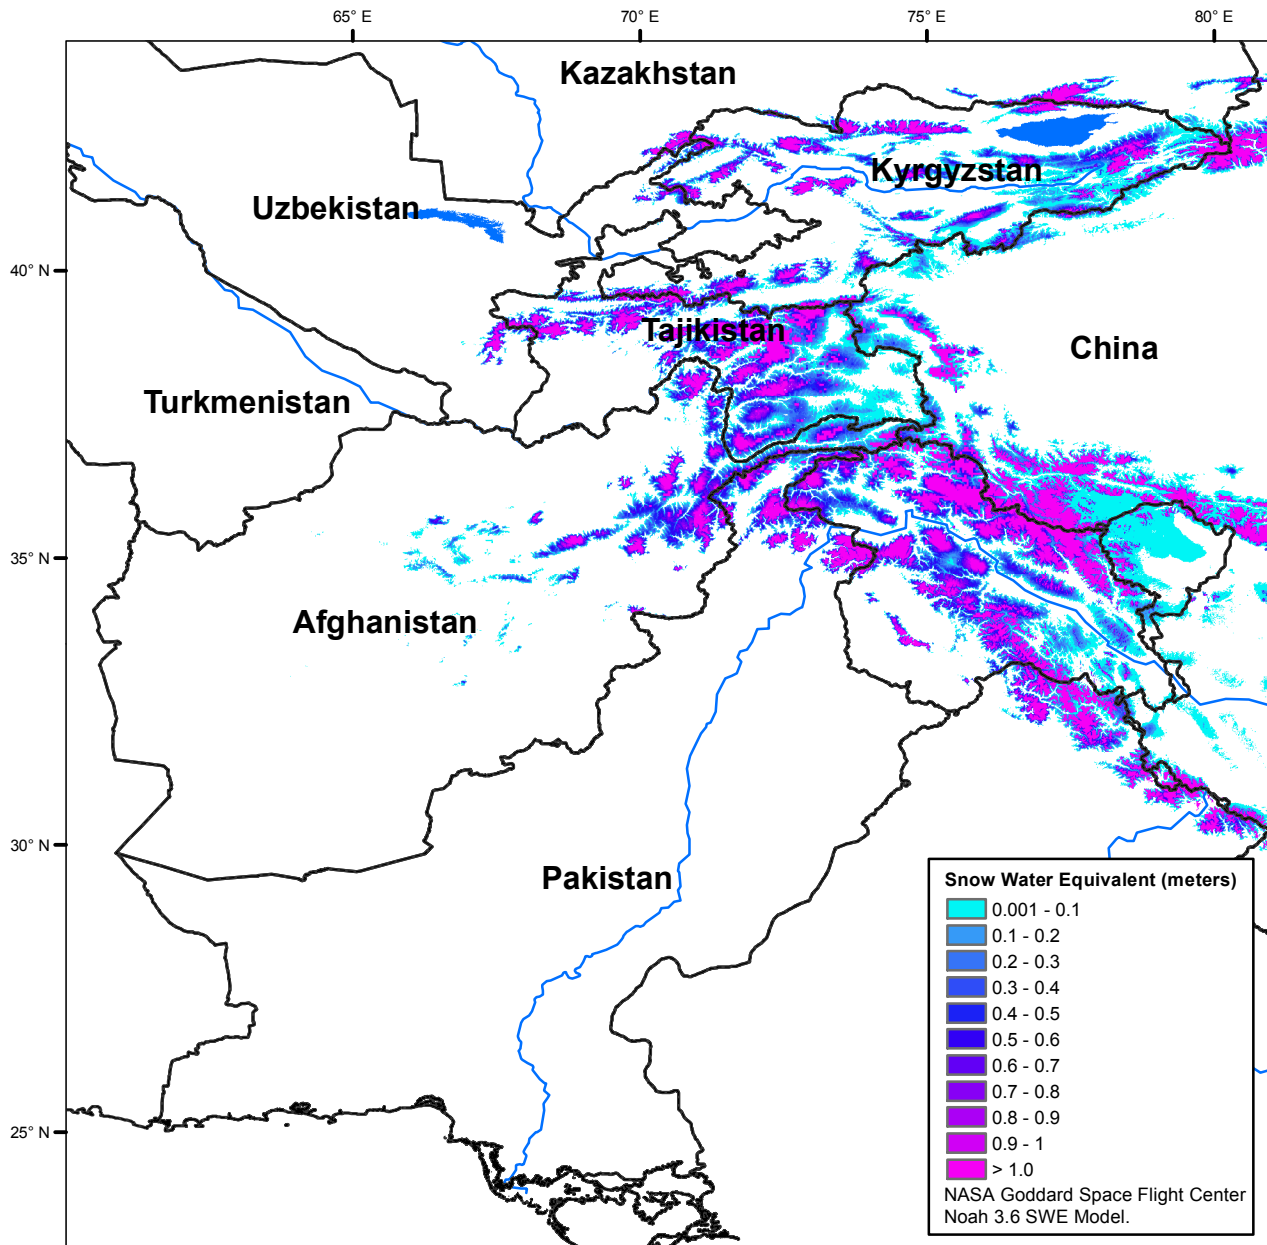 65° E
70° E
75° E
80° E
Kazakhstan
Kyrgyzstan
Uzbekistan
40° N
Tajikistan
China
Turkmenistan
35° N
Afghanistan
30° N
Pakistan
25° N
Snow Water Equivalent (meters)
0.001 - 0.1
0.1 - 0.2
0.2 - 0.3
0.3 - 0.4
0.4 - 0.5
0.5 - 0.6
0.6 - 0.7
0.7 - 0.8
0.8 - 0.9
0.9 - 1
> 1.0
NASA Goddard Space Flight Center
Noah 3.6 SWE Model.